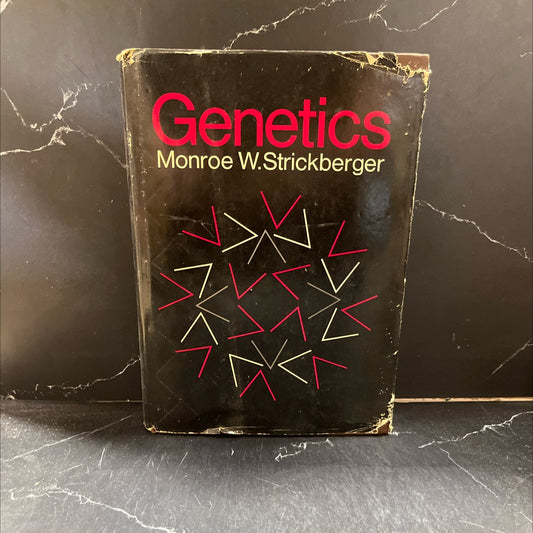 Genetics
Monroe W. Strickberger